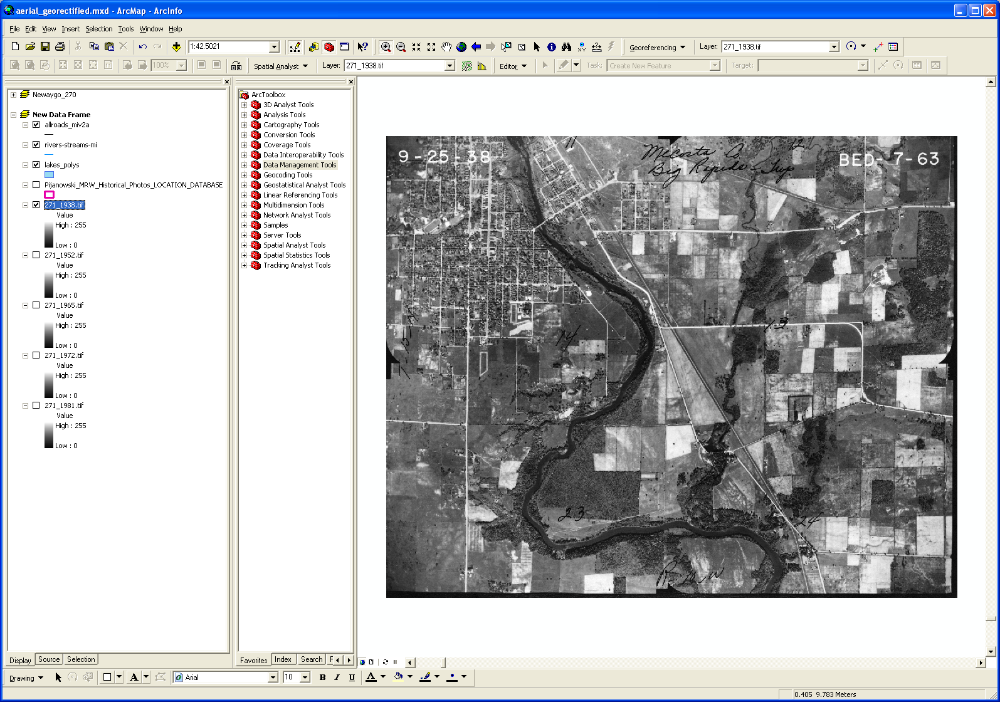 aerial_georectified.mxd - ArcMap - ArcInfo
File Edit View Insert Selection Tools Window Help
1:42.5021
Georeferencing Layer: 271_1938.tif
100%
Spatial Analyst Layer: 271_1938.tif
Editor Task: Create New Feature Target:
Newaygo_270
New Data Frame
allroads_miv2a
rivers-streams-mi
lakes_polys
Pijanowski_MRW_Historical_Photos_LOCATION_DATABASE
271_1938.tif
Value
High : 255
Low : 0
271_1952.tif
Value
High : 255
Low : 0
271_1965.tif
Value
High : 255
Low : 0
271_1972.tif
Value
High : 255
Low : 0
271_1981.tif
Value
High : 255
Low : 0
Display Source Selection
ArcToolbox
3D Analyst Tools
Analysis Tools
Cartography Tools
Conversion Tools
Coverage Tools
Data Interoperability Tools
Data Management Tools
Geocoding Tools
Geostatistical Analyst Tools
Linear Referencing Tools
Multidimension Tools
Network Analyst Tools
Samples
Server Tools
Spatial Analyst Tools
Spatial Statistics Tools
Tracking Analyst Tools
Favorites Index Search
11
12
9-25-38
Mecosta Co
Big Rapids - Twp
BED-7-63
13
14
23
24
Drawing Arial 10 B I U A
0.405 9.783 Meters